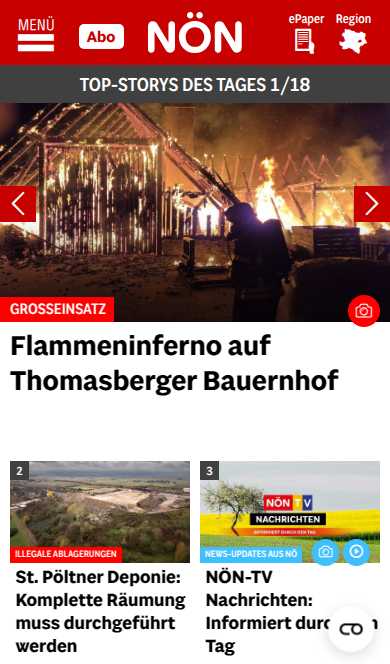 MENÜ
Abo
NÖN
ePaper
Region
TOP-STORYS DES TAGES 1/18
GROSSEINSATZ
Flammeninferno auf
Thomasberger Bauernhof
2
ILLEGALE ABLAGERUNGEN
St. Pöltner Deponie:
Komplette Räumung
muss durchgeführt
werden
3
NÖN TV
NACHRICHTEN
INFORMIERT DURCH DEN TAG
NEWS-UPDATES AUS NÖ
NÖN-TV
Nachrichten:
Informiert
Tag